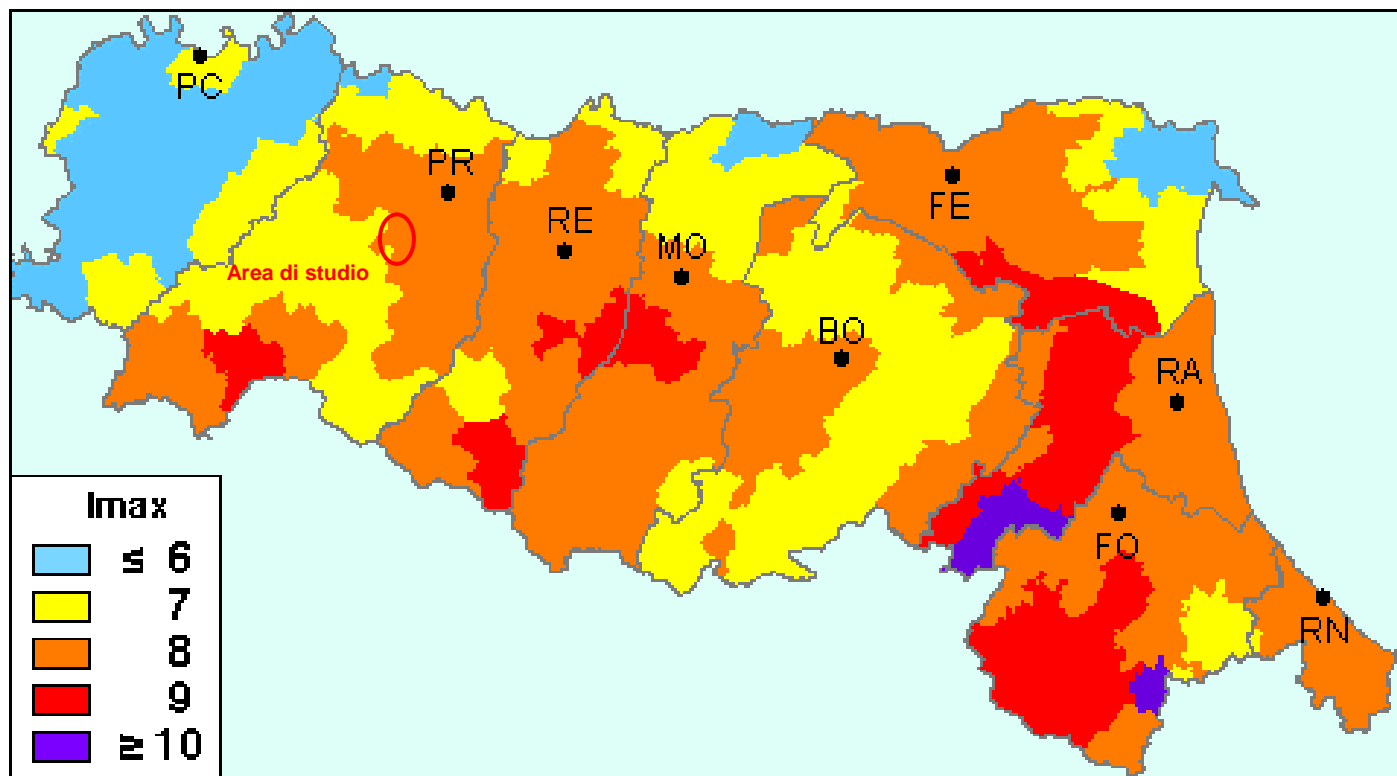 PC
PR
RE
MO
FE
BO
RA
FO
RN
Area di studio
Imax
≤ 6
7
8
9
≥ 10